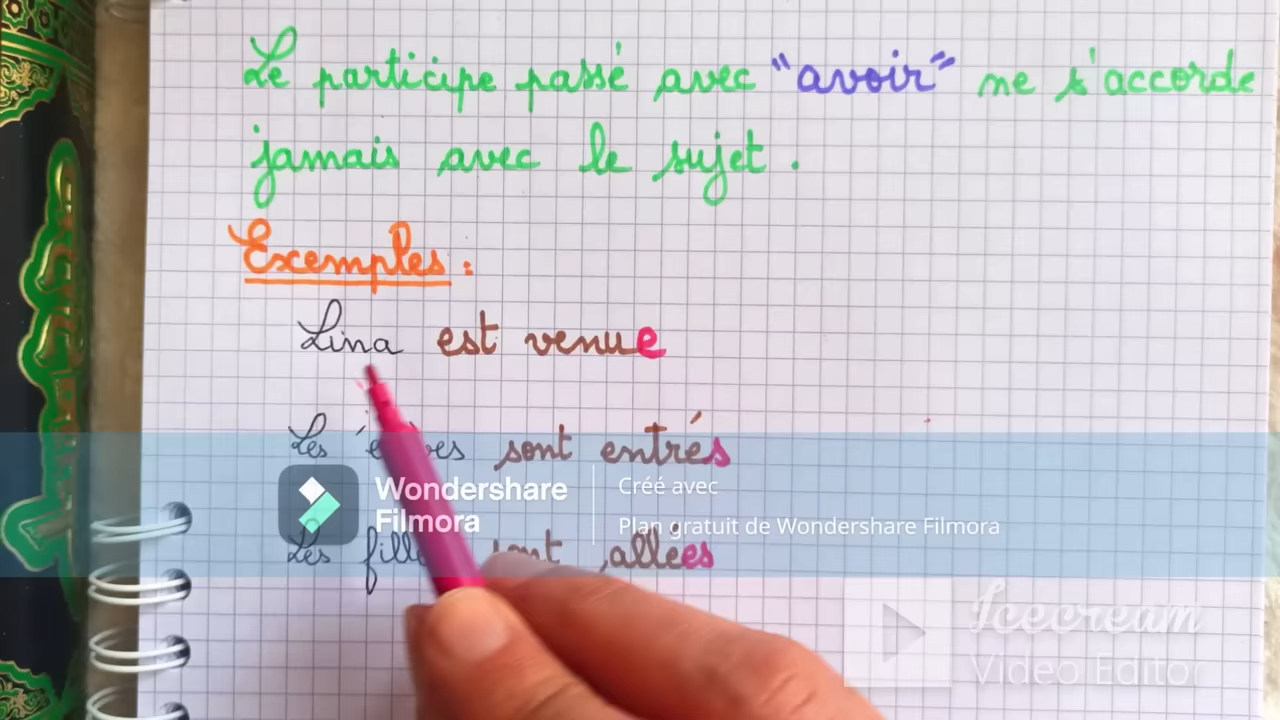 Le participe passé avec "avoir" ne s'accorde
jamais avec le sujet.
Exemples :
Lina est venue
Les sont entrés
Wondershare
Filmora
Créé avec
Plan gratuit de Wondershare Filmora
Les sont allées
Icecream
Video Editor